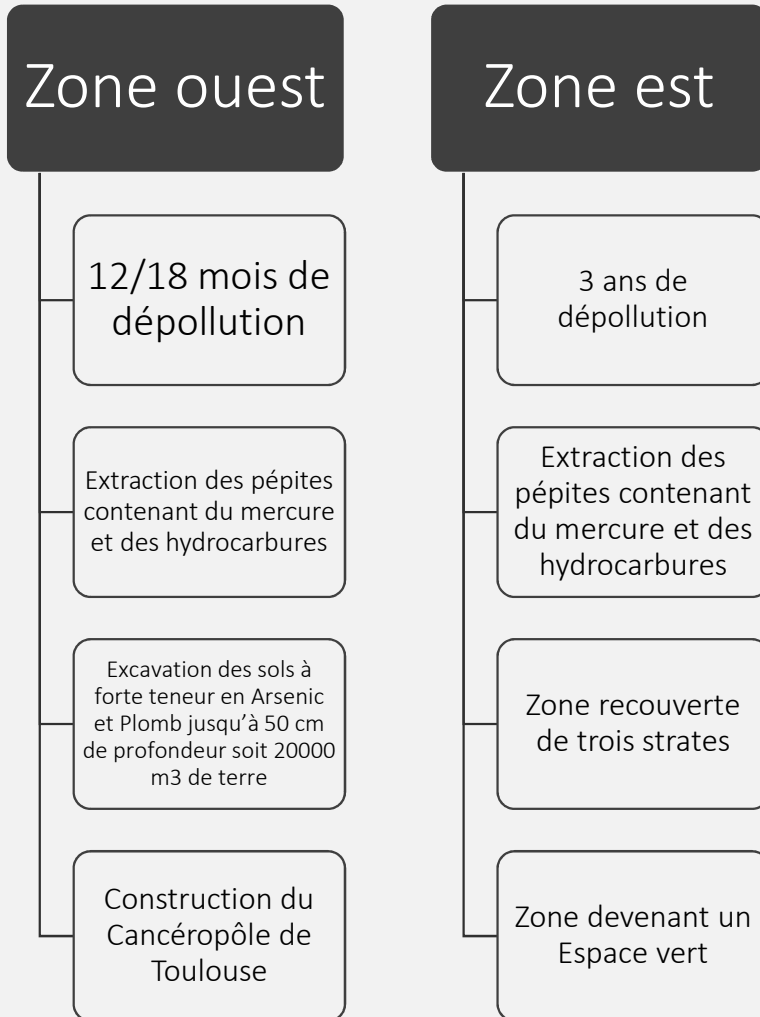 Zone ouest
12/18 mois de
dépollution
Extraction des pépites
contenant du mercure
et des hydrocarbures
Excavation des sols à
forte teneur en Arsenic
et Plomb jusqu'à 50 cm
de profondeur soit 20000
m3 de terre
Construction du
Cancéropôle de
Toulouse
Zone est
3 ans de
dépollution
Extraction des
pépites contenant
du mercure et des
hydrocarbures
Zone recouverte
de trois strates
Zone devenant un
Espace vert